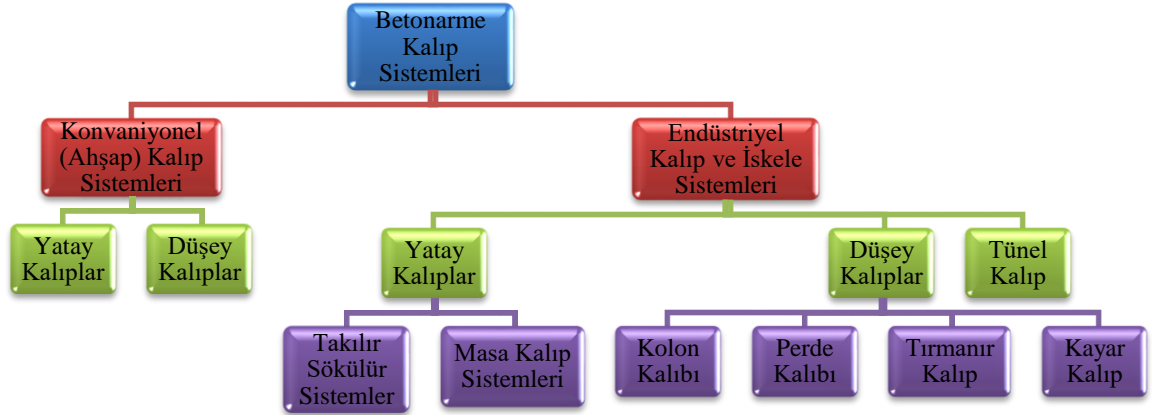 Betonarme
Kalıp
Sistemleri
Konvaniyonel
(Ahşap) Kalıp
Sistemleri
Endüstriyel
Kalıp ve İskele
Sistemleri
Yatay
Kalıplar
Düşey
Kalıplar
Yatay
Kalıplar
Düşey
Kalıplar
Tünel
Kalıp
Takılır
Sökülür
Sistemler
Masa Kalıp
Sistemleri
Kolon
Kalıbı
Perde
Kalıbı
Tırmanır
Kalıp
Kayar
Kalıp